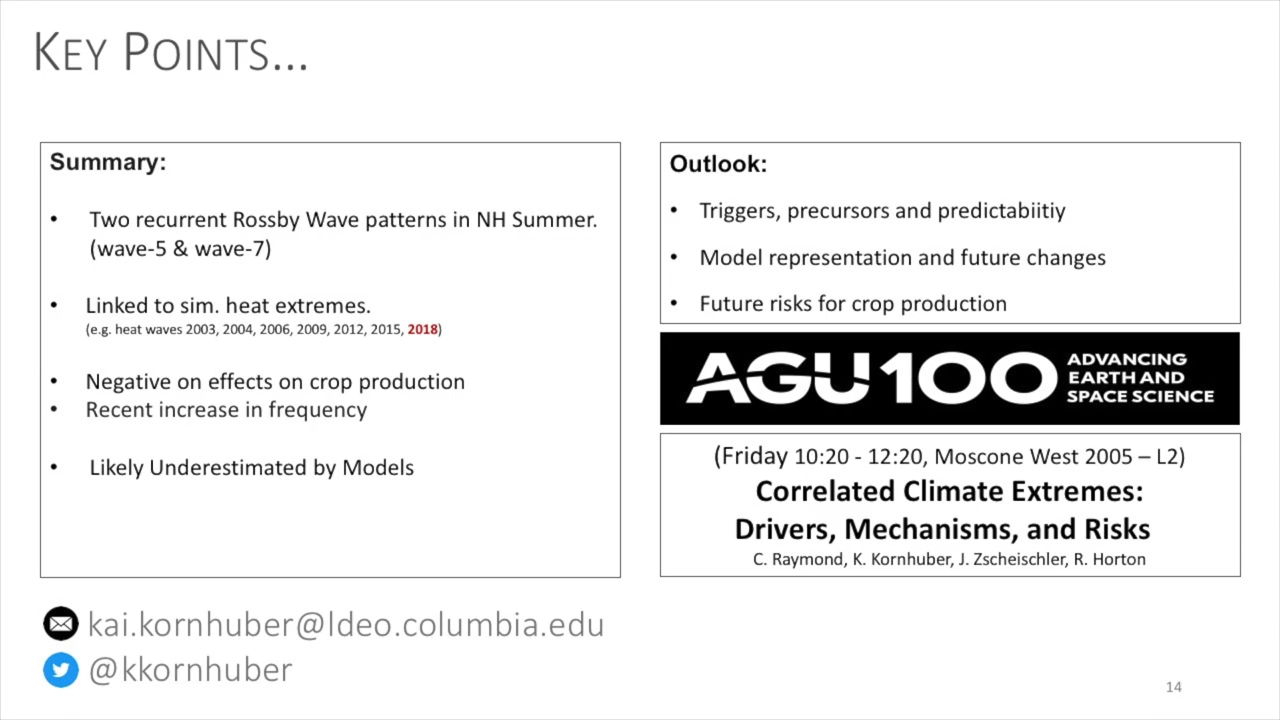 KEY POINTS...
Summary:
• Two recurrent Rossby Wave patterns in NH Summer.
(wave-5 & wave-7)
• Linked to sim. heat extremes.
(e.g. heat waves 2003, 2004, 2006, 2009, 2012, 2015, 2018)
• Negative on effects on crop production
• Recent increase in frequency
• Likely Underestimated by Models
Outlook:
• Triggers, precursors and predictabiitiy
• Model representation and future changes
• Future risks for crop production
AGU100
ADVANCING
EARTH AND
SPACE SCIENCE
(Friday 10:20 - 12:20, Moscone West 2005 – L2)
Correlated Climate Extremes:
Drivers, Mechanisms, and Risks
C. Raymond, K. Kornhuber, J. Zscheischler, R. Horton
kai.kornhuber@ldeo.columbia.edu
@kkornhuber
14